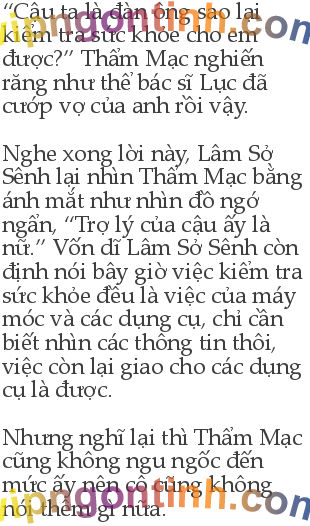 “Cậu ta là đàn ông sao lại
kiểm tra sức khỏe cho em
được?” Thẩm Mạc nghiến
răng như thể bác sĩ Lục đã
cướp vợ của anh rồi vậy.
Nghe xong lời này, Lâm Sở
Sênh lại nhìn Thẩm Mạc bằng
ánh mắt như nhìn đồ ngớ
ngẩn, “Trợ lý của cậu ấy là
nữ.” Vốn dĩ Lâm Sở Sênh còn
định nói bây giờ việc kiểm tra
sức khỏe đều là việc của máy
móc và các dụng cụ, chỉ cần
biết nhìn các thông tin thôi,
việc còn lại giao cho các dụng
cụ là được.
Nhưng nghĩ lại thì Thẩm Mạc
cũng không ngu ngốc đến
mức ấy nên cô cũng không
nói thêm gì nữa.
vipngontinh.com
vipngontinh.com